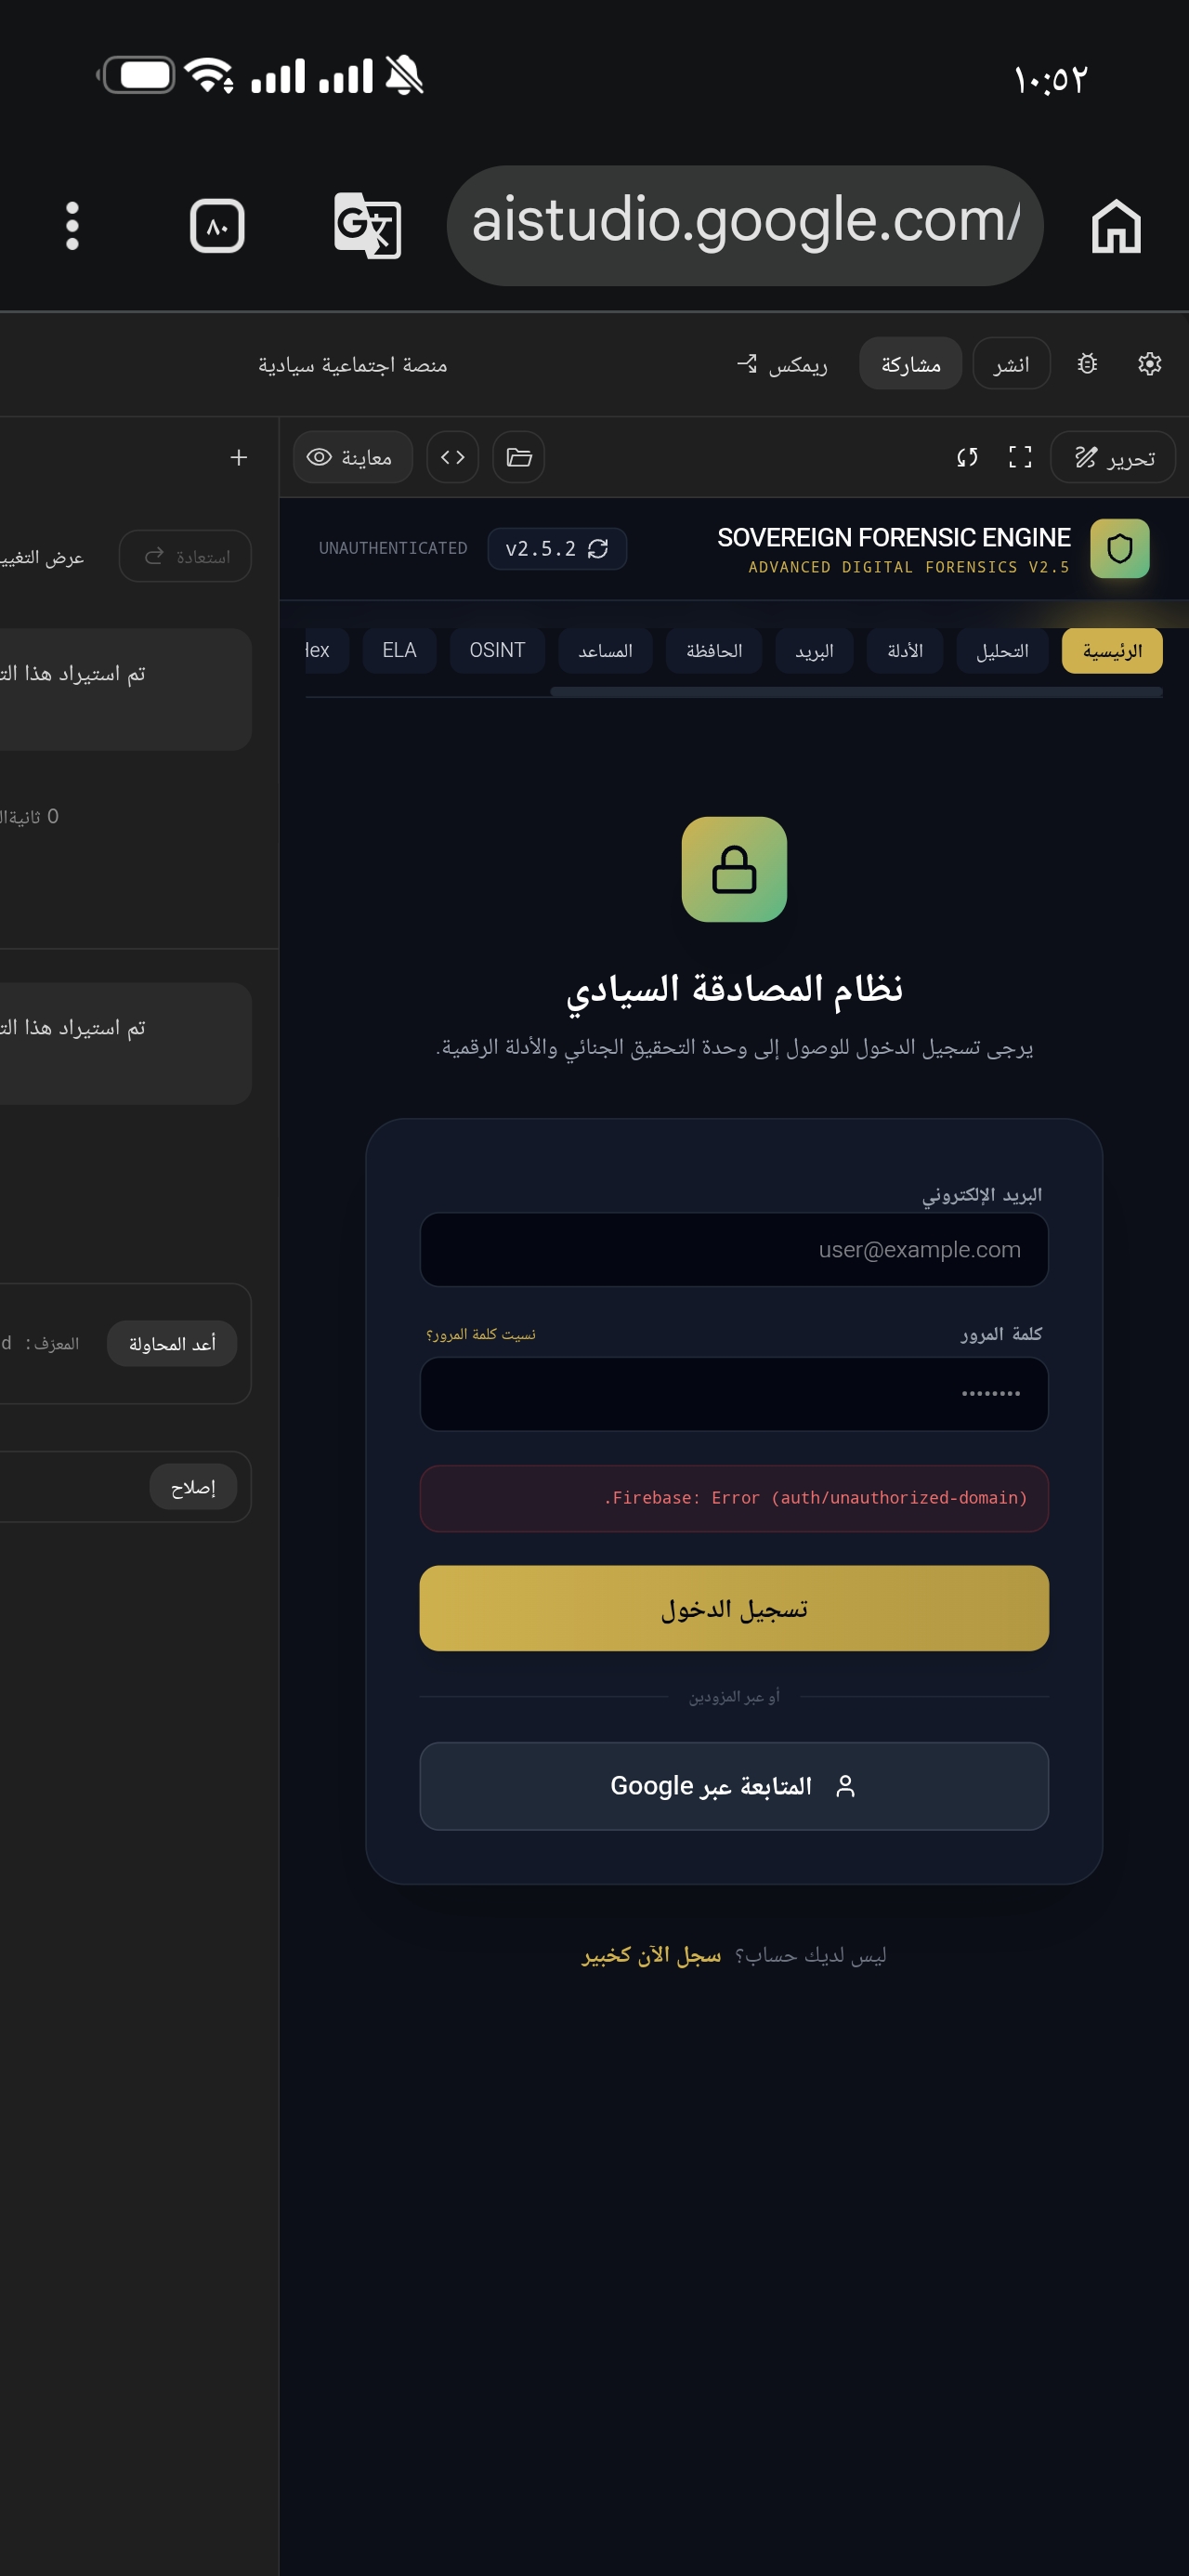 ١٠:٥٢
aistudio.google.com/
٨٠
انشر
مشاركة
ريمكس
منصة اجتماعية سيادية
تحرير
معاينة
SOVEREIGN FORENSIC ENGINE
ADVANCED DIGITAL FORENSICS V2.5
v2.5.2
UNAUTHENTICATED
الرئيسية
التحليل
الأدلة
البريد
الحافظة
المساعد
OSINT
ELA
نظام المصادقة السيادي
يرجى تسجيل الدخول للوصول إلى وحدة التحقيق الجنائي والأدلة الرقمية.
البريد الإلكتروني
user@example.com
كلمة المرور
نسيت كلمة المرور؟
••••••••
Firebase: Error (auth/unauthorized-domain).
تسجيل الدخول
أو عبر المزودين
المتابعة عبر Google
ليس لديك حساب؟ سجل الآن كخبير
استعادة
عرض
تم استيراد هذا
0 ثانية
تم استيراد هذا
أعد المحاولة
المعرّف:
إصلاح